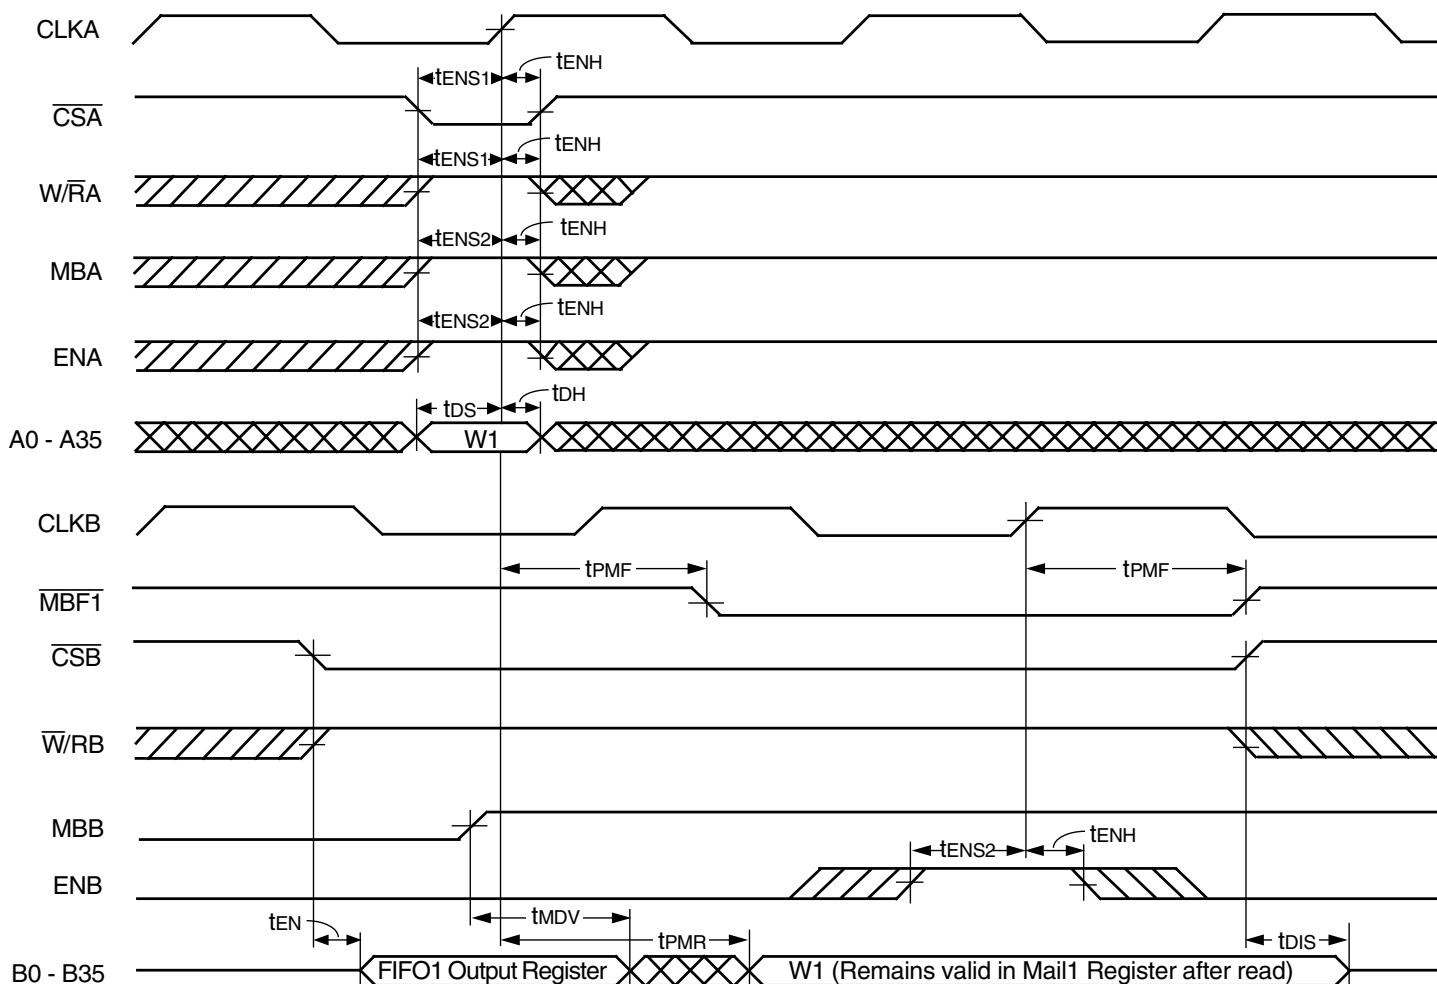 CLKA
tENS1 tENH
CSA
tENS1 tENH
W/RA
tENS2 tENH
MBA
tENS2 tENH
ENA
tDS tDH
A0 - A35 W1
CLKB
tPMF tPMF
MBF1
CSB
W/RB
MBB
tENS2 tENH
ENB
tEN tMDV
tPMR tDIS
B0 - B35 FIFO1 Output Register W1 (Remains valid in Mail1 Register after read)